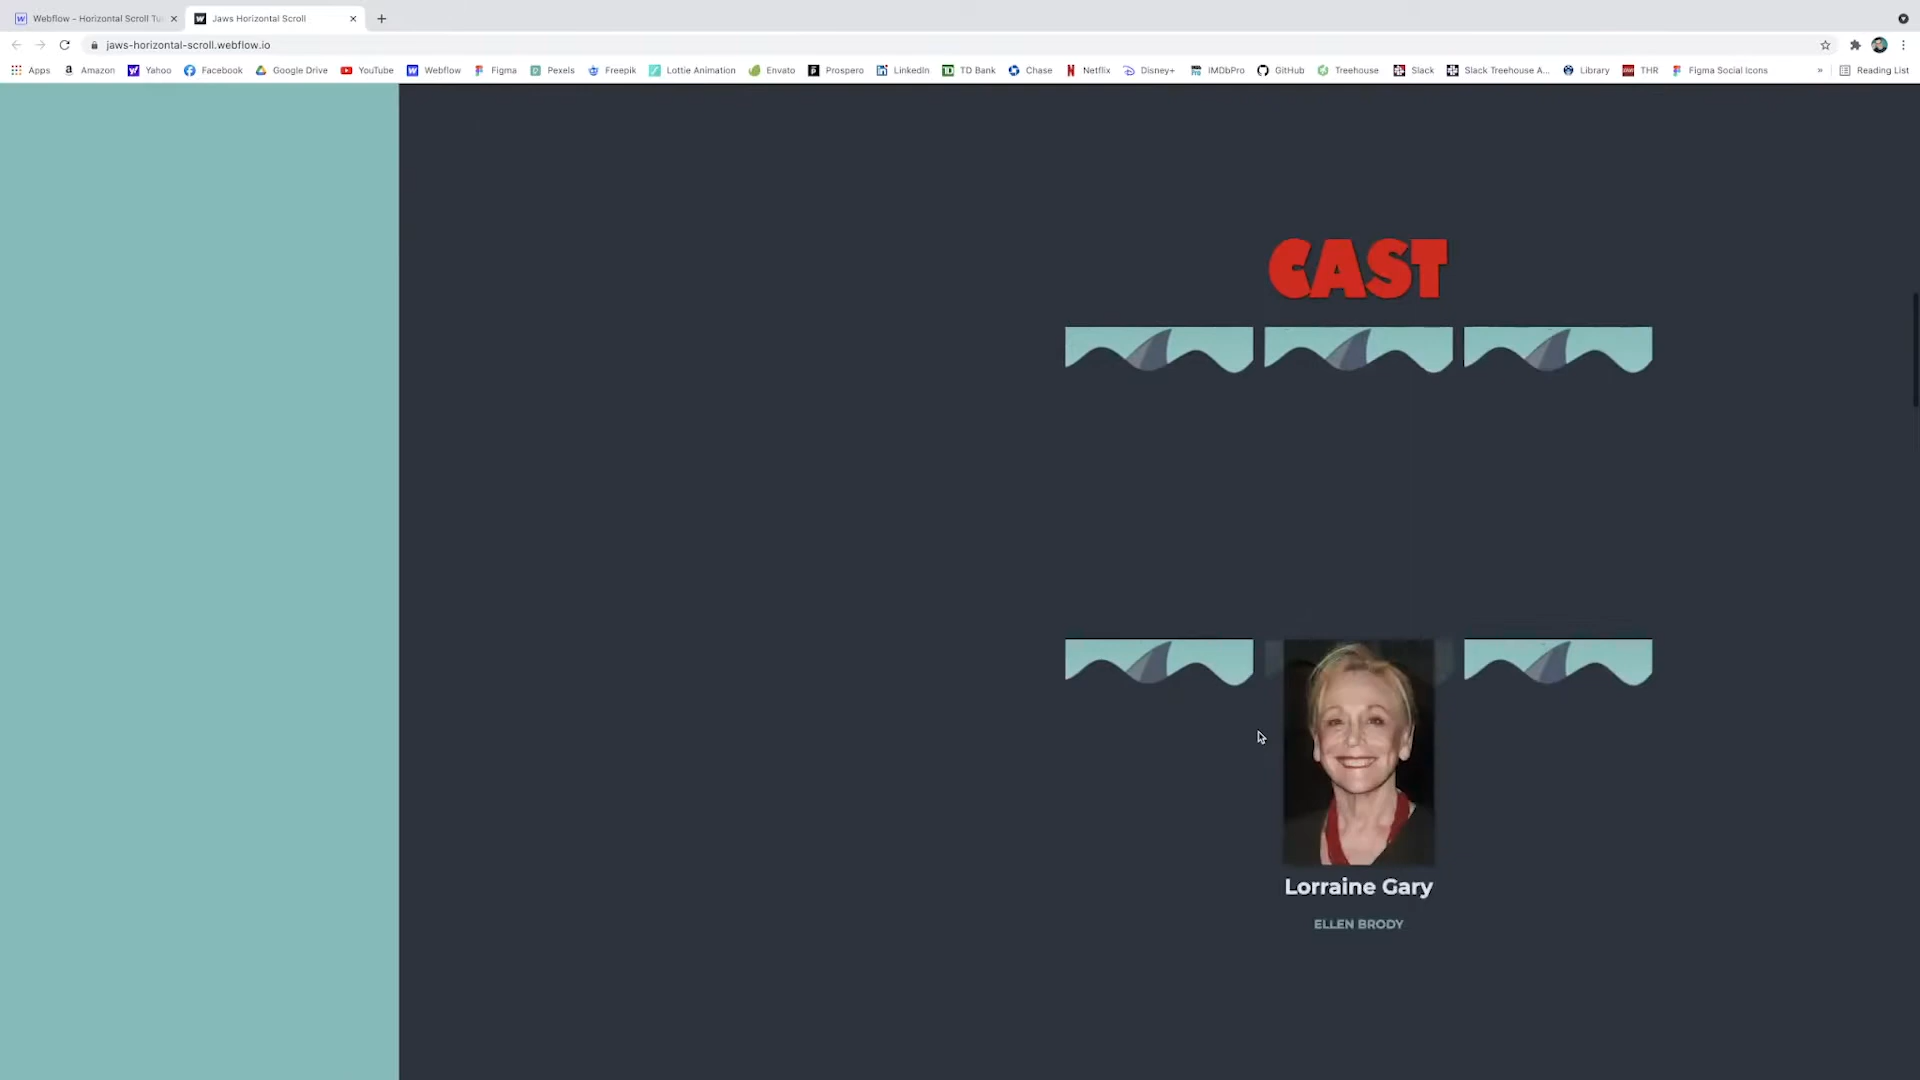 Webflow - Horizontal Scroll Tu
Jaws Horizontal Scroll
jaws-horizontal-scroll.webflow.io
Apps Amazon Yahoo Facebook Google Drive YouTube Webflow Figma Pexels Freepik Lottie Animation Envato Prospero LinkedIn TD Bank Chase Netflix Disney+ IMDbPro GitHub Treehouse Slack Slack Treehouse A... Library THR Figma Social Icons » Reading List
CAST
Lorraine Gary
ELLEN BRODY